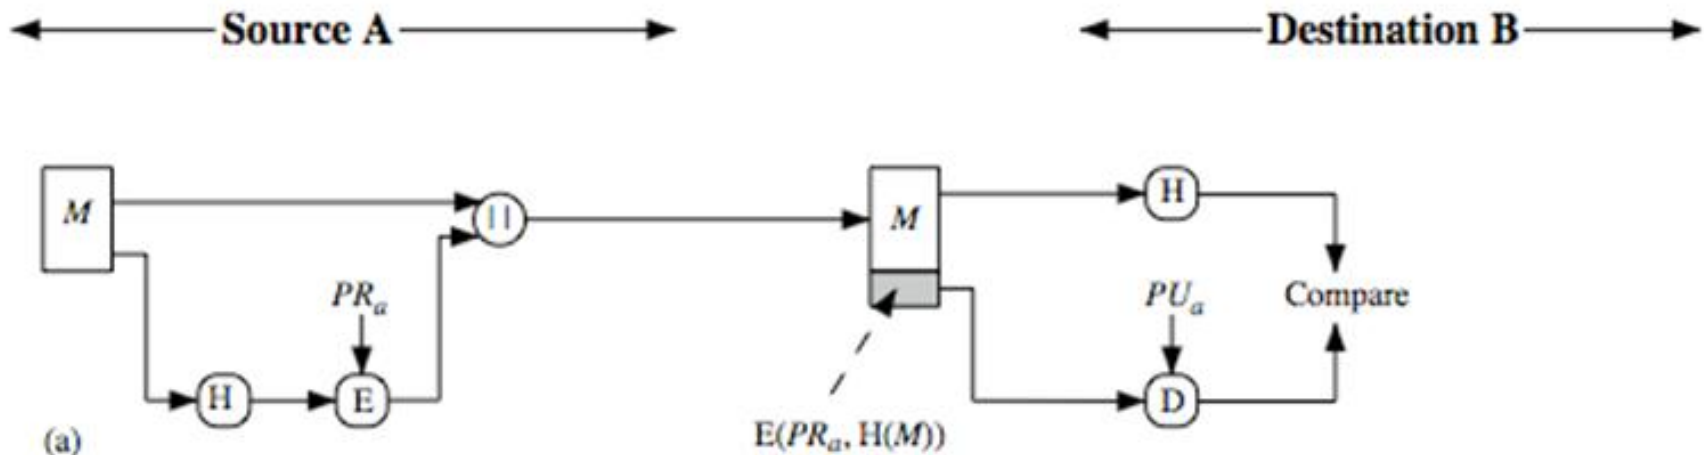 Source A
Destination B
M
||
M
H
PRₐ
PUₐ
Compare
H
E
D
E(PRₐ, H(M))
(a)